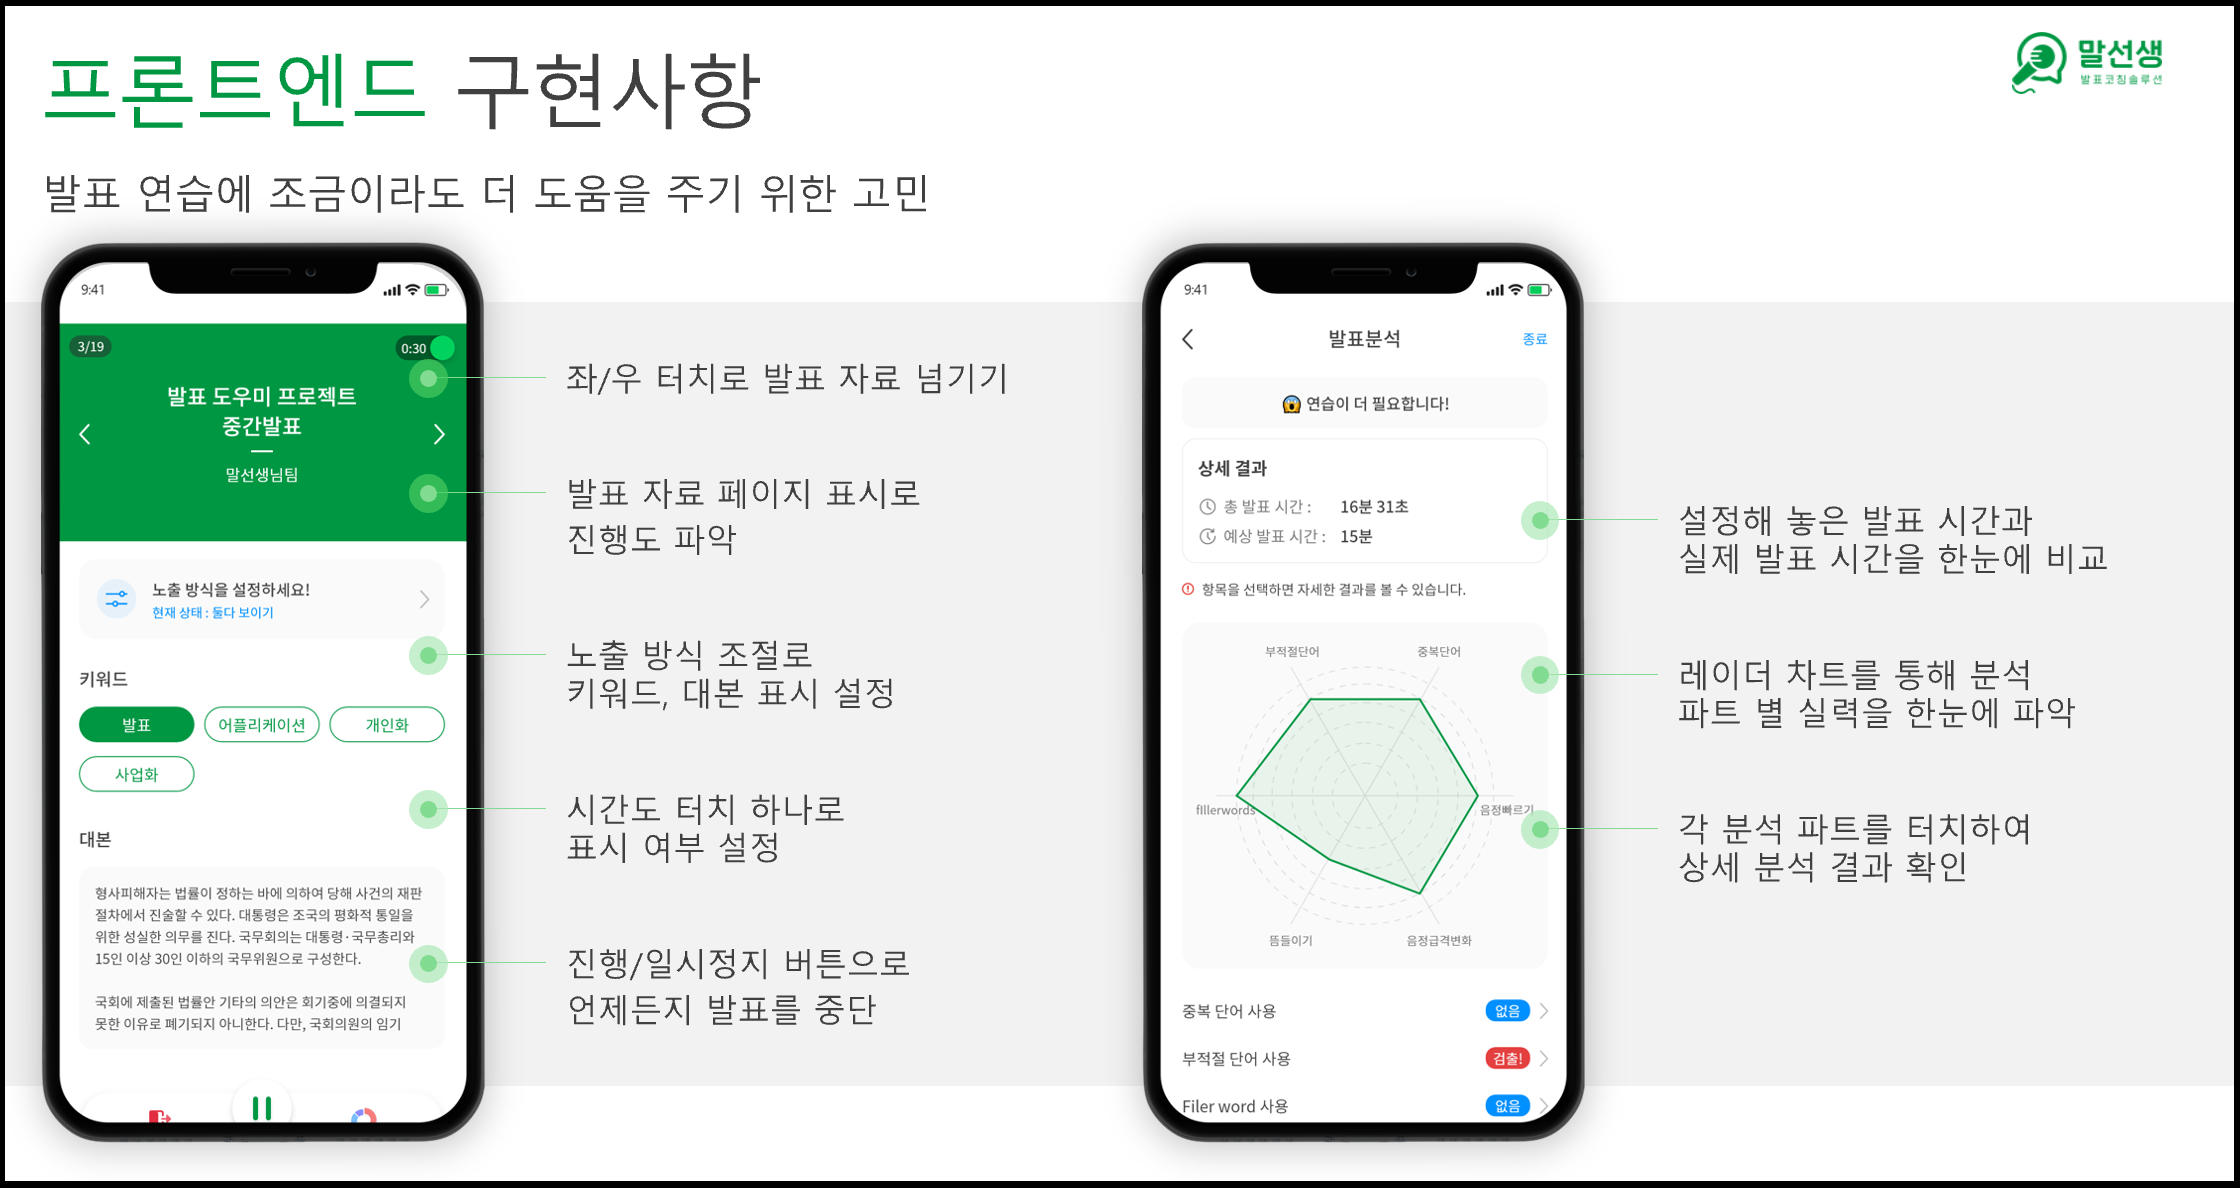 프론트엔드 구현사항
말선생
발표코칭솔루션
발표 연습에 조금이라도 더 도움을 주기 위한 고민
9:41
3/19
0:30
발표 도우미 프로젝트
중간발표
말선생님팀
노출 방식을 설정하세요!
현재 상태 : 둘다 보이기
키워드
발표
어플리케이션
개인화
사업화
대본
형사피해자는 법률이 정하는 바에 의하여 당해 사건의 재판
절차에서 진술할 수 있다. 대통령은 조국의 평화적 통일을
위한 성실한 의무를 진다. 국무회의는 대통령·국무총리와
15인 이상 30인 이하의 국무위원으로 구성한다.
국회에 제출된 법률안 기타의 의안은 회기중에 의결되지
못한 이유로 폐기되지 아니한다. 다만, 국회의원의 임기
좌/우 터치로 발표 자료 넘기기
발표 자료 페이지 표시로
진행도 파악
노출 방식 조절로
키워드, 대본 표시 설정
시간도 터치 하나로
표시 여부 설정
진행/일시정지 버튼으로
언제든지 발표를 중단
9:41
발표분석
종료
연습이 더 필요합니다!
상세 결과
총 발표 시간 : 16분 31초
예상 발표 시간 : 15분
항목을 선택하면 자세한 결과를 볼 수 있습니다.
부적절단어
중복단어
fillerwords
음정빠르기
뜸들이기
음정급격변화
중복 단어 사용
없음
부적절 단어 사용
검출!
Filer word 사용
없음
설정해 놓은 발표 시간과
실제 발표 시간을 한눈에 비교
레이더 차트를 통해 분석
파트 별 실력을 한눈에 파악
각 분석 파트를 터치하여
상세 분석 결과 확인